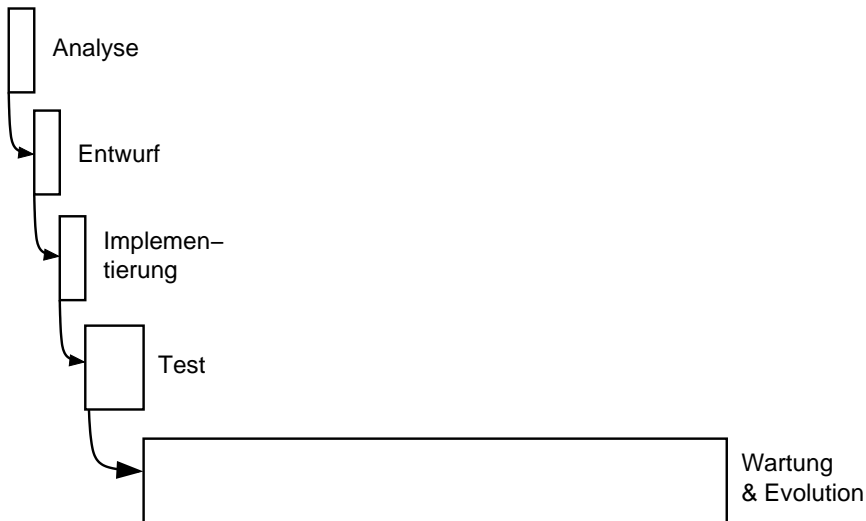 Analyse
Entwurf
Implemen−
tierung
Test
Wartung
& Evolution